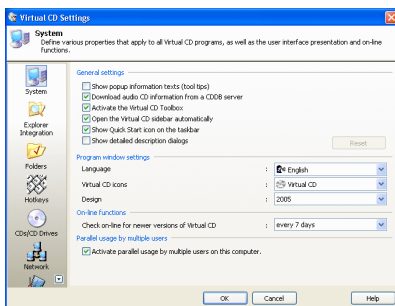 Virtual CD Settings
System
Define various properties that apply to all Virtual CD programs, as well as the user interface presentation and on-line
functions.
System
Explorer
Integration
Folders
Hotkeys
CDs/CD Drives
Network
General settings
Show popup information texts (tool tips)
Download audio CD information from a CDDB server
Activate the Virtual CD Toolbox
Open the Virtual CD sidebar automatically
Show Quick Start icon on the taskbar
Show detailed description dialogs
Reset
Program window settings
Language : English
Virtual CD icons : Virtual CD
Design : 2005
On-line functions
Check on-line for newer versions of Virtual CD : every 7 days
Parallel usage by multiple users
Activate parallel usage by multiple users on this computer.
OK Cancel Help